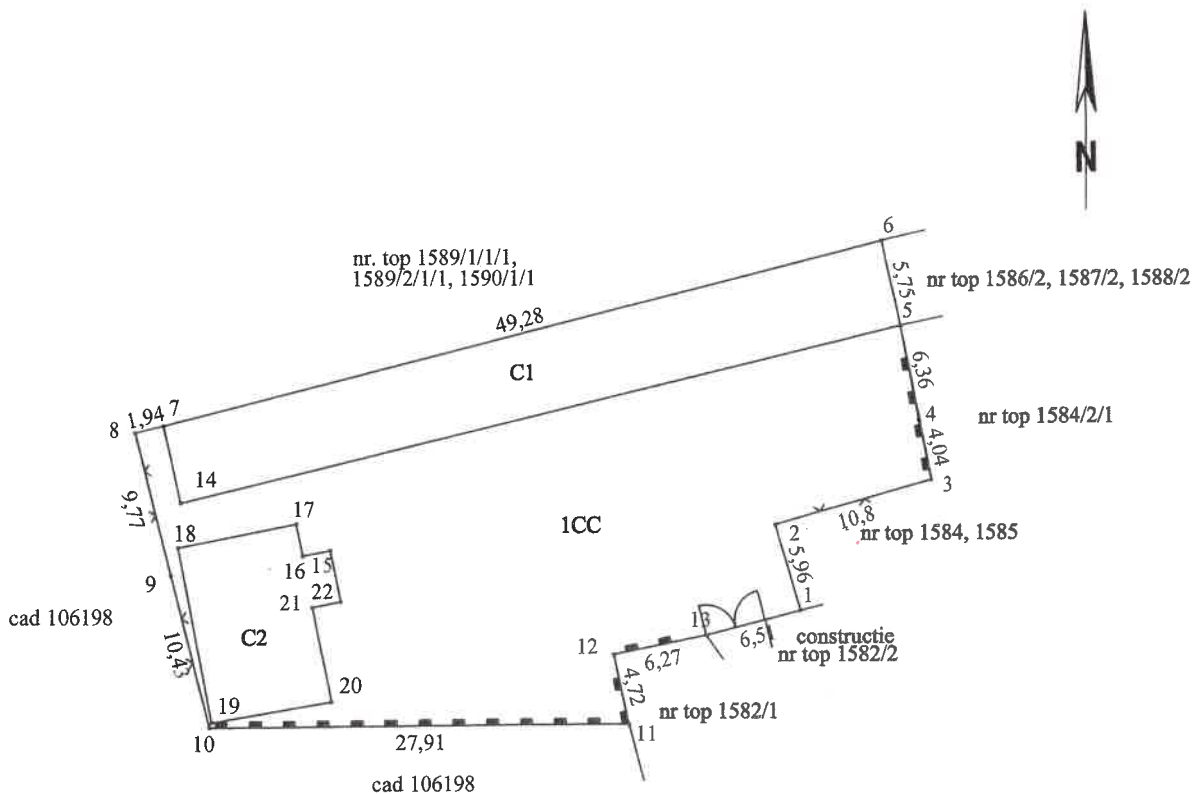 N
6
nr. top 1589/1/1/1,
1589/2/1/1, 1590/1/1
5,75
nr top 1586/2, 1587/2, 1588/2
49,28
5
C1
6,36
8
1,94
7
4
nr top 1584/2/1
4,04
14
3
9,77
17
1CC
10,8
18
2
nr top 1584, 1585
16
15
5,96
9
22
21
1
cad 106198
13
C2
6,5
constructie
12
nr top 1582/2
10,43
6,27
4,72
20
19
nr top 1582/1
10
27,91
11
cad 106198